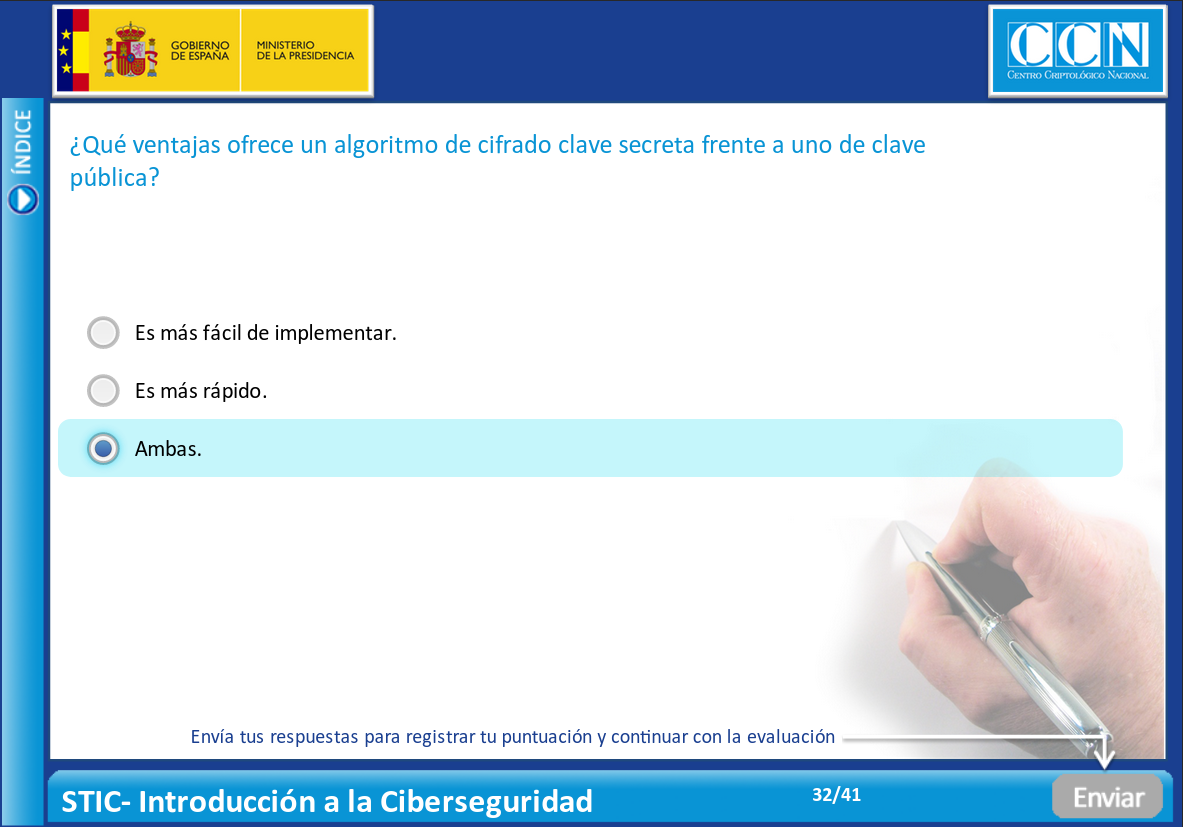 GOBIERNO
DE ESPAÑA
MINISTERIO
DE LA PRESIDENCIA
CCN
CENTRO CRIPTOLÓGICO NACIONAL
ÍNDICE
¿Qué ventajas ofrece un algoritmo de cifrado clave secreta frente a uno de clave
pública?
Es más fácil de implementar.
Es más rápido.
Ambas.
Envía tus respuestas para registrar tu puntuación y continuar con la evaluación
STIC- Introducción a la Ciberseguridad
32/41
Enviar